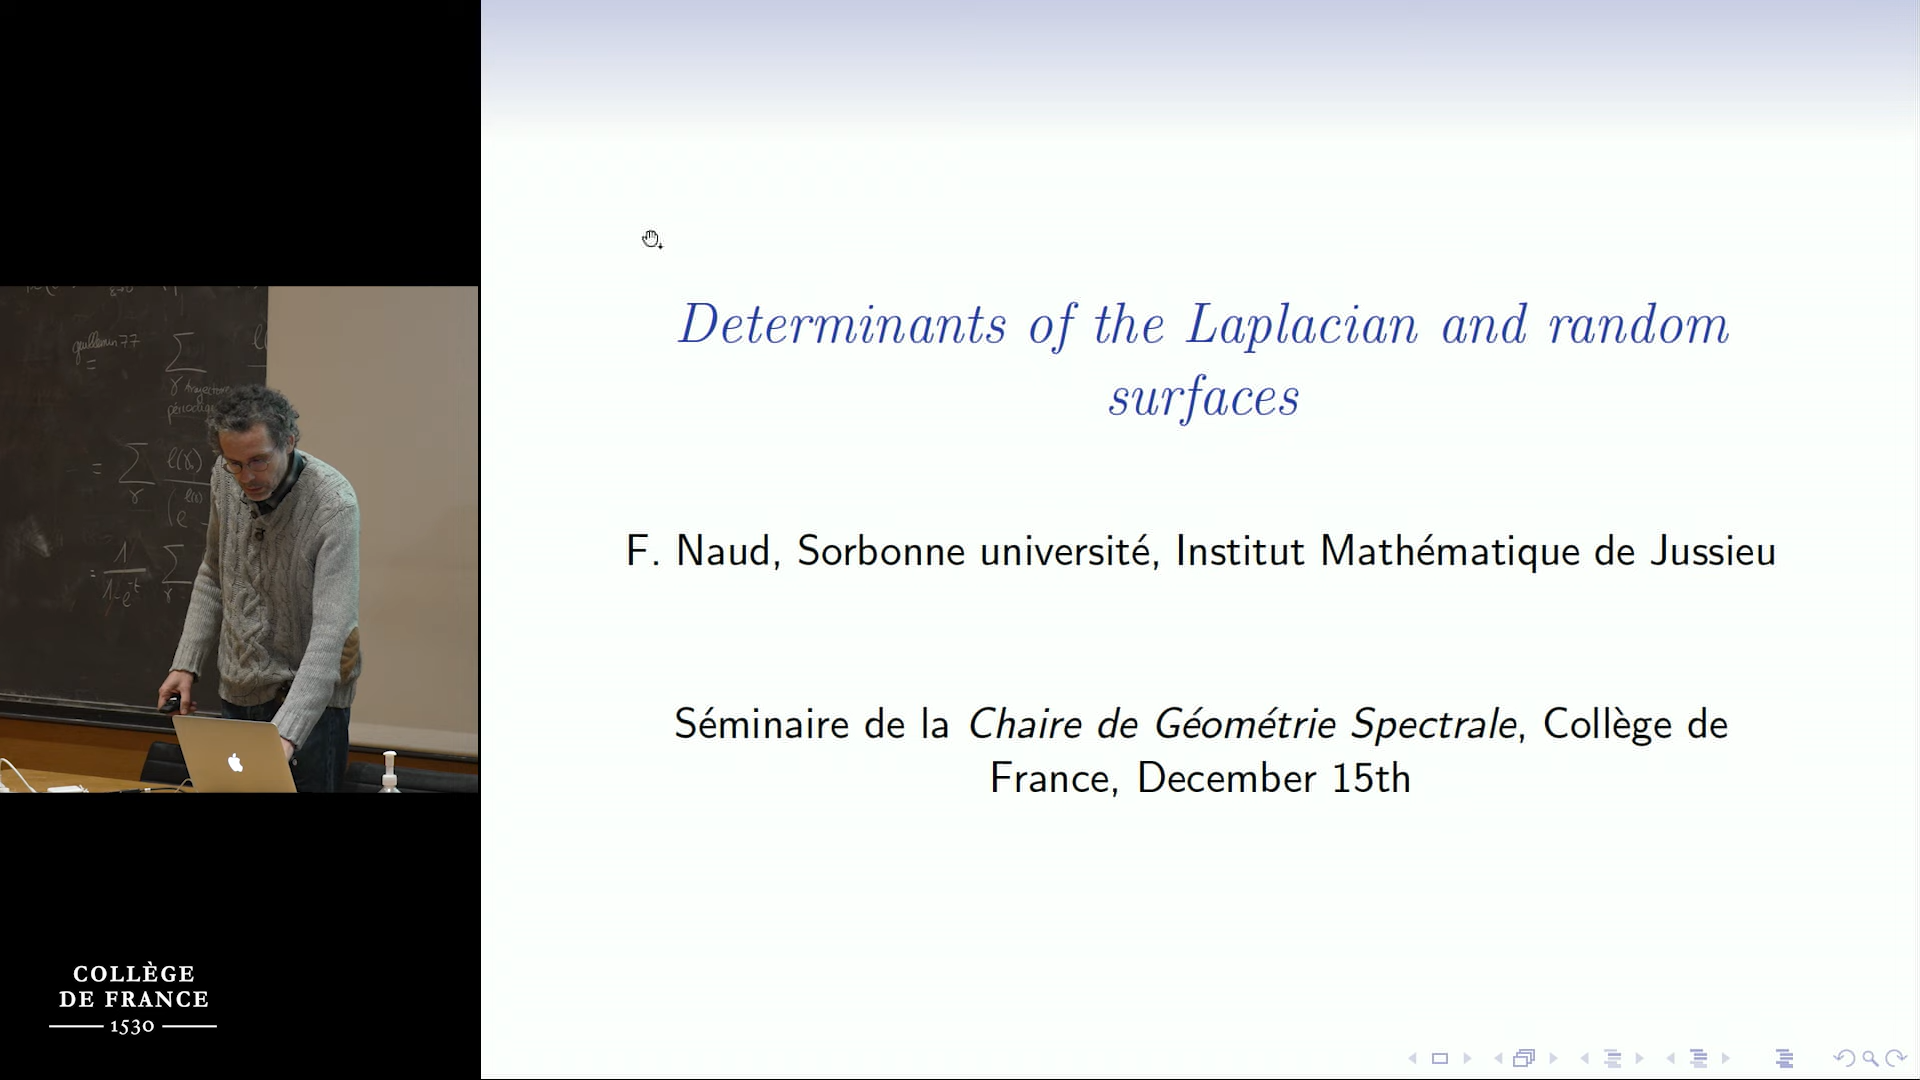 Determinants of the Laplacian and random
surfaces
F. Naud, Sorbonne université, Institut Mathématique de Jussieu
Séminaire de la Chaire de Géométrie Spectrale, Collège de
France, December 15th
COLLÈGE
DE FRANCE
1530